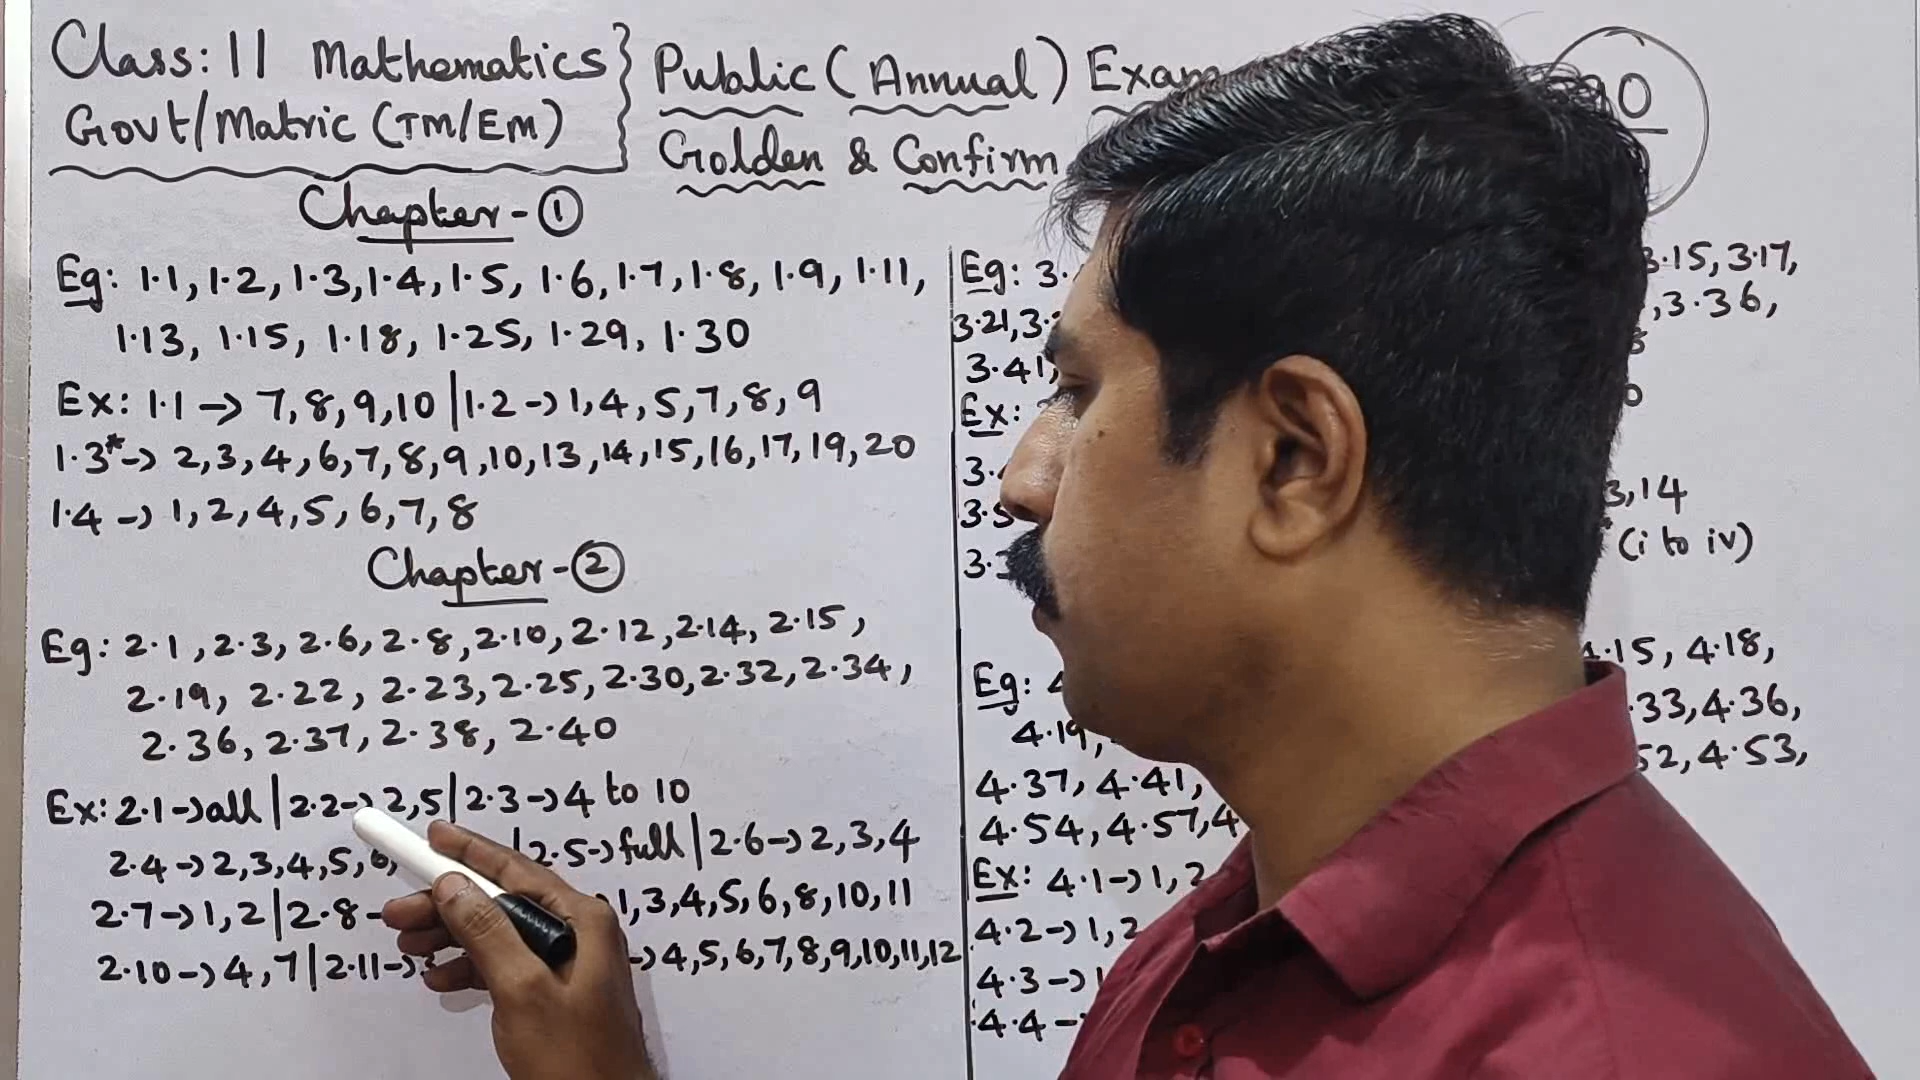 Class: 11 Mathematics
Govt/Matric (TM/EM)
Public (Annual) Exam
Golden & Confirm
90
Chapter - ①
Eg: 1.1, 1.2, 1.3, 1.4, 1.5, 1.6, 1.7, 1.8, 1.9, 1.11,
1.13, 1.15, 1.18, 1.25, 1.29, 1.30
Ex: 1.1 → 7, 8, 9, 10 | 1.2 → 1, 4, 5, 7, 8, 9
1.3* → 2, 3, 4, 6, 7, 8, 9, 10, 13, 14, 15, 16, 17, 19, 20
1.4 → 1, 2, 4, 5, 6, 7, 8
Chapter - ②
Eg: 2.1, 2.3, 2.6, 2.8, 2.10, 2.12, 2.14, 2.15,
2.19, 2.22, 2.23, 2.25, 2.30, 2.32, 2.34,
2.36, 2.37, 2.38, 2.40
Ex: 2.1 → all | 2.2 → 2, 5 | 2.3 → 4 to 10
2.4 → 2, 3, 4, 5, 6, | 2.5 → full | 2.6 → 2, 3, 4
2.7 → 1, 2 | 2.8 → 1, 3, 4, 5, 6, 8, 10, 11
2.10 → 4, 7 | 2.11 → → 4, 5, 6, 7, 8, 9, 10, 11, 12
Eg: 3. 3.15, 3.17,
3.21, 3. , 3.36,
3.41,
Ex:
3. 3, 14
3.5 (i to iv)
3.
Eg: 4 4.15, 4.18,
4.19, .33, 4.36,
4.37, 4.41, 52, 4.53,
4.54, 4.57, 4
Ex: 4.1 → 1, 2
4.2 → 1, 2
4.3 → 1
4.4 →